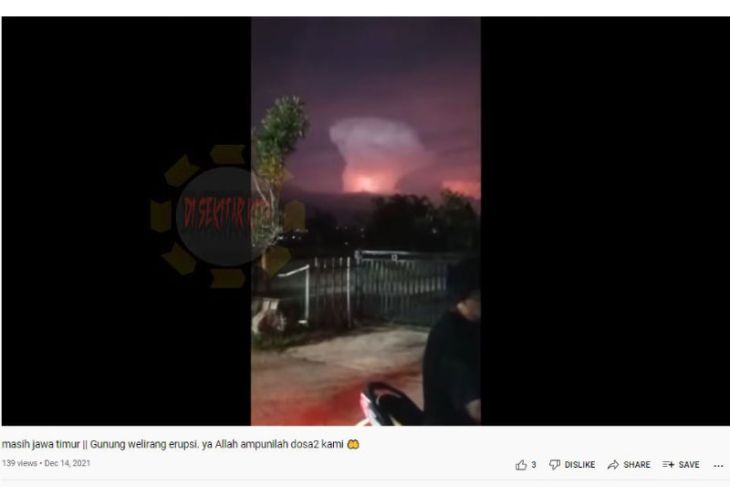 DI SEKITAR KITA
masih jawa timur || Gunung welirang erupsi. ya Allah ampunilah dosa2 kami 🤲
139 views • Dec 14, 2021
3 DISLIKE SHARE SAVE ...